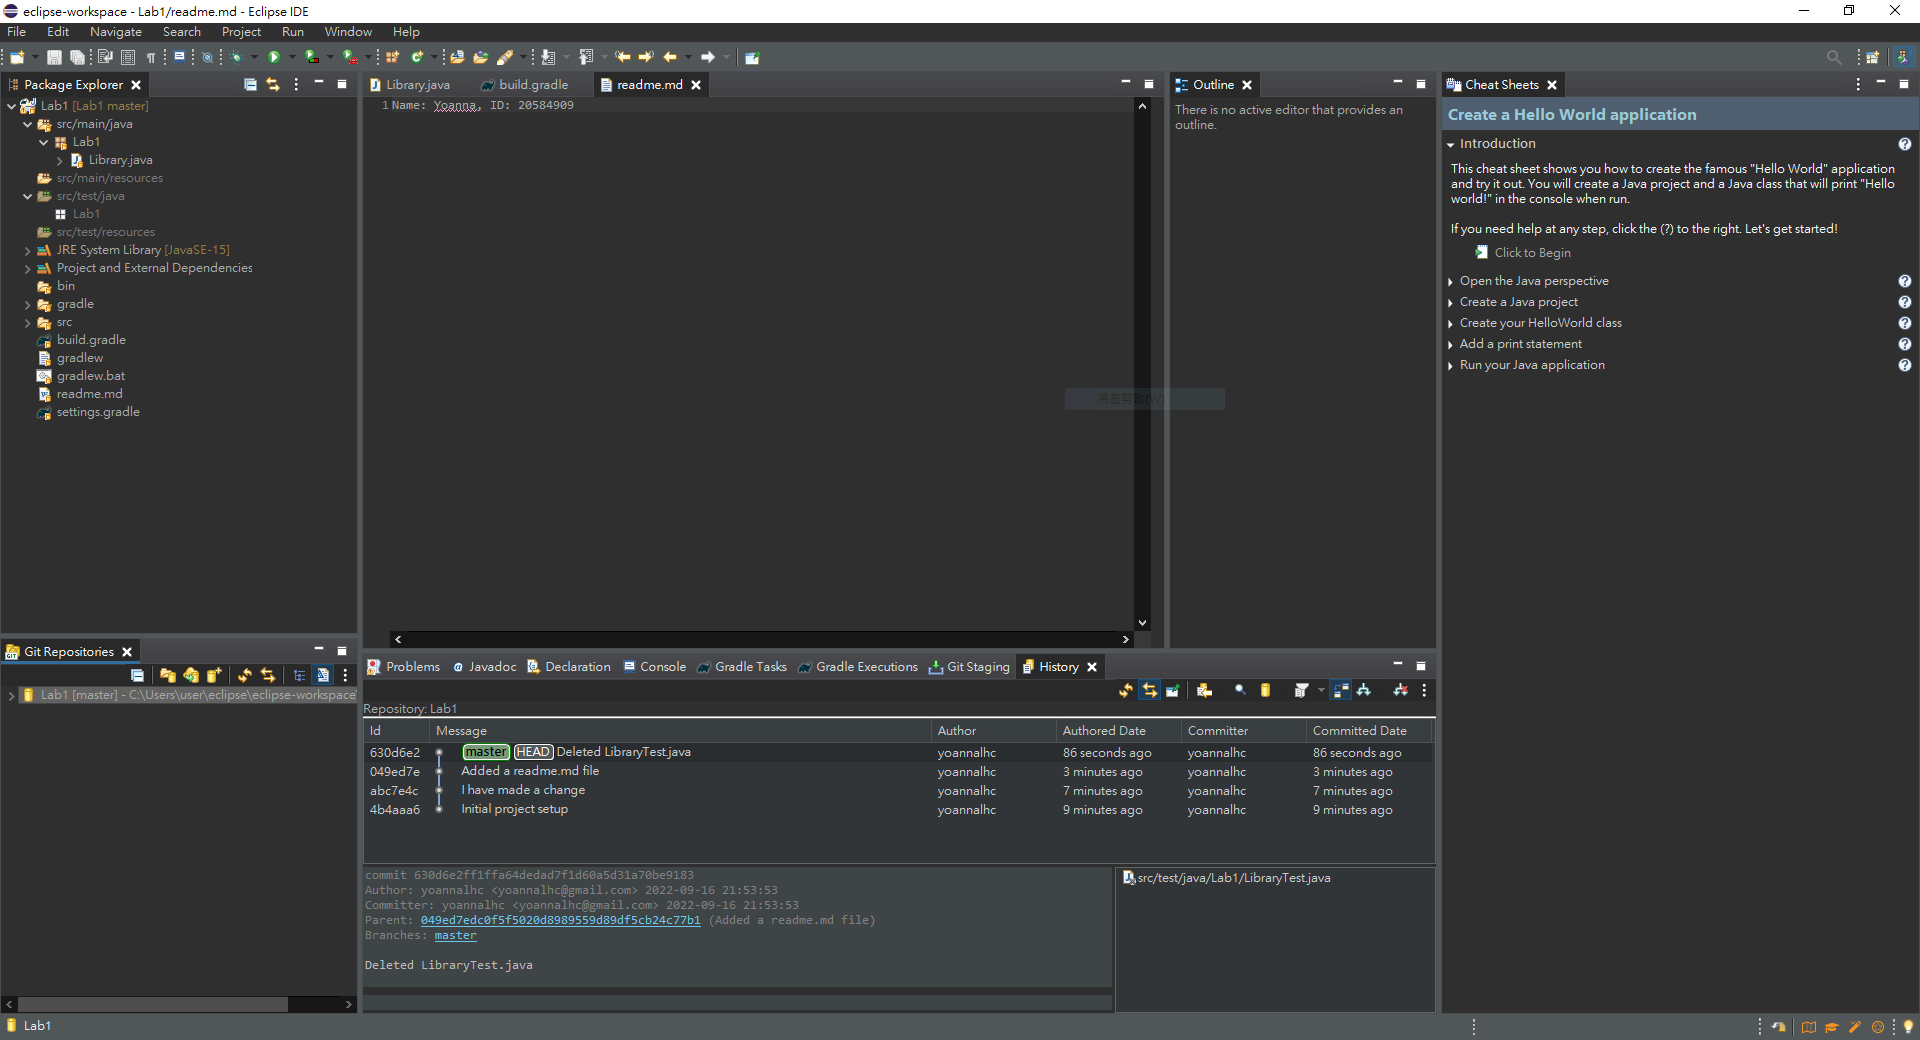 eclipse-workspace - Lab1/readme.md - Eclipse IDE
File Edit Navigate Search Project Run Window Help
Package Explorer
Lab1 [Lab1 master]
src/main/java
Lab1
Library.java
src/main/resources
src/test/java
Lab1
src/test/resources
JRE System Library [JavaSE-15]
Project and External Dependencies
bin
gradle
src
build.gradle
gradlew
gradlew.bat
readme.md
settings.gradle
Library.java build.gradle readme.md
1 Name: Yoanna, ID: 20584909
Outline
There is no active editor that provides an
outline.
Cheat Sheets
Create a Hello World application
Introduction
This cheat sheet shows you how to create the famous "Hello World" application
and try it out. You will create a Java project and a Java class that will print "Hello
world!" in the console when run.
If you need help at any step, click the (?) to the right. Let's get started!
Click to Begin
Open the Java perspective
Create a Java project
Create your HelloWorld class
Add a print statement
Run your Java application
Git Repositories
Lab1 [master] - C:\Users\user\eclipse\eclipse-workspace\
Problems Javadoc Declaration Console Gradle Tasks Gradle Executions Git Staging History
Repository: Lab1
Id Message Author Authored Date Committer Committed Date
630d6e2 master HEAD Deleted LibraryTest.java yoannalhc 86 seconds ago yoannalhc 86 seconds ago
049ed7e Added a readme.md file yoannalhc 3 minutes ago yoannalhc 3 minutes ago
abc7e4c I have made a change yoannalhc 7 minutes ago yoannalhc 7 minutes ago
4b4aaa6 Initial project setup yoannalhc 9 minutes ago yoannalhc 9 minutes ago
commit 630d6e2ff1ffa64dedad7f1d60a5d31a70be9183
Author: yoannalhc <yoannalhc@gmail.com> 2022-09-16 21:53:53
Committer: yoannalhc <yoannalhc@gmail.com> 2022-09-16 21:53:53
Parent: 049ed7edc0f5f5020d8989559d89df5cb24c77b1 (Added a readme.md file)
Branches: master
Deleted LibraryTest.java
src/test/java/Lab1/LibraryTest.java
Lab1